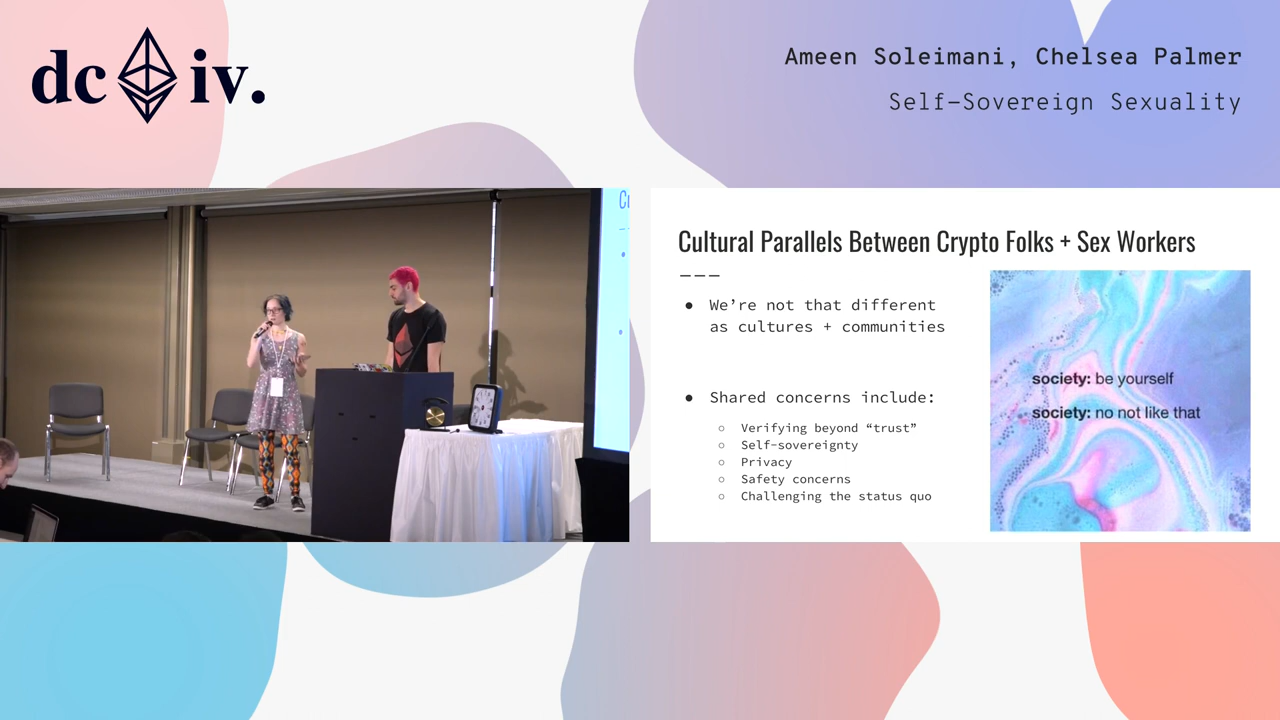 dc iv.
Ameen Soleimani, Chelsea Palmer
Self-Sovereign Sexuality
Cultural Parallels Between Crypto Folks + Sex Workers
---
● We’re not that different
as cultures + communities
● Shared concerns include:
○ Verifying beyond “trust”
○ Self-sovereignty
○ Privacy
○ Safety concerns
○ Challenging the status quo
society: be yourself
society: no not like that